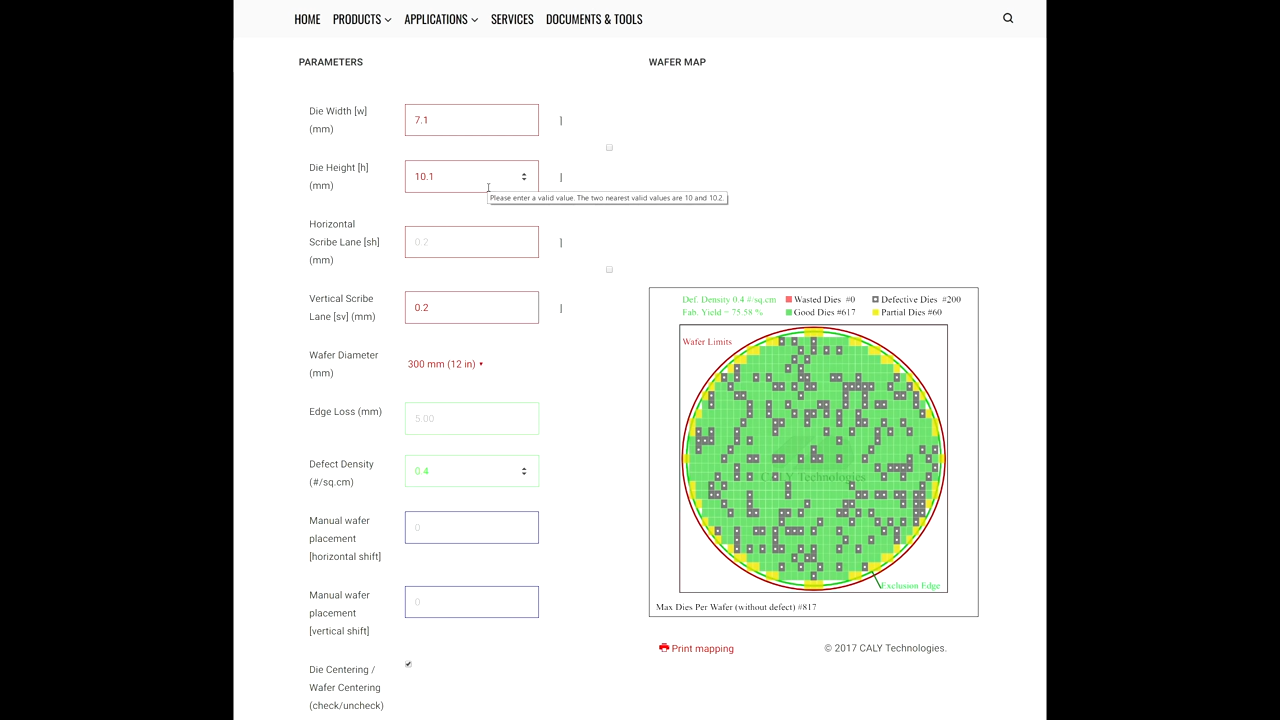 HOME PRODUCTS APPLICATIONS SERVICES DOCUMENTS & TOOLS
PARAMETERS
WAFER MAP
Die Width [w]
(mm)
7.1
]
Die Height [h]
(mm)
10.1
]
Please enter a valid value. The two nearest valid values are 10 and 10.2.
Horizontal
Scribe Lane [sh]
(mm)
0.2
]
Vertical Scribe
Lane [sv] (mm)
0.2
]
Wafer Diameter
(mm)
300 mm (12 in)
Edge Loss (mm)
5.00
Defect Density
(#/sq.cm)
0.4
Manual wafer
placement
[horizontal shift]
0
Manual wafer
placement
[vertical shift]
0
Die Centering /
Wafer Centering
(check/uncheck)
Def. Density 0.4 #/sq.cm Wasted Dies #0 Defective Dies #200
Fab. Yield = 75.58 % Good Dies #617 Partial Dies #60
Wafer Limits
CALY Technologies
Exclusion Edge
Max Dies Per Wafer (without defect) #817
Print mapping
© 2017 CALY Technologies.